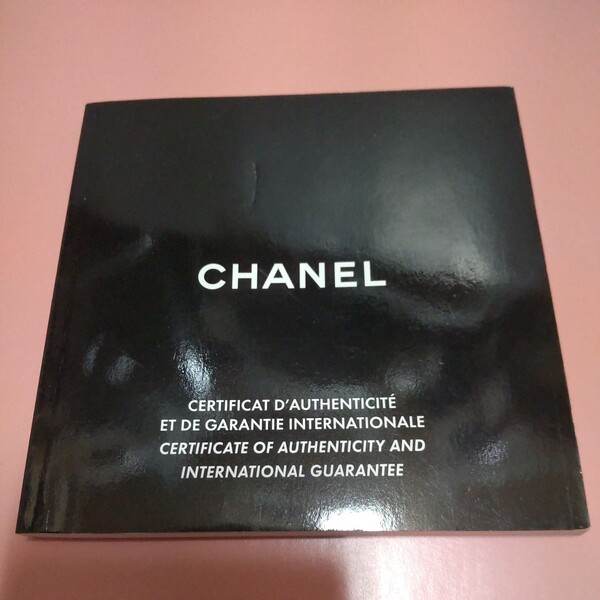 CHANEL
CERTIFICAT D'AUTHENTICITÉ
ET DE GARANTIE INTERNATIONALE
CERTIFICATE OF AUTHENTICITY AND
INTERNATIONAL GUARANTEE